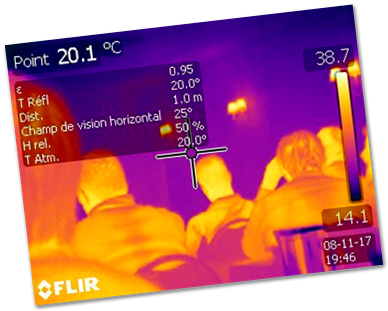 Point 20.1 °C
38.7
ε 0.95
T Réfl 20.0°
Dist. 1.0 m
Champ de vision horizontal 25°
H rel. 50 %
T Atm. 20.0°
14.1
08-11-17
19:46
FLIR